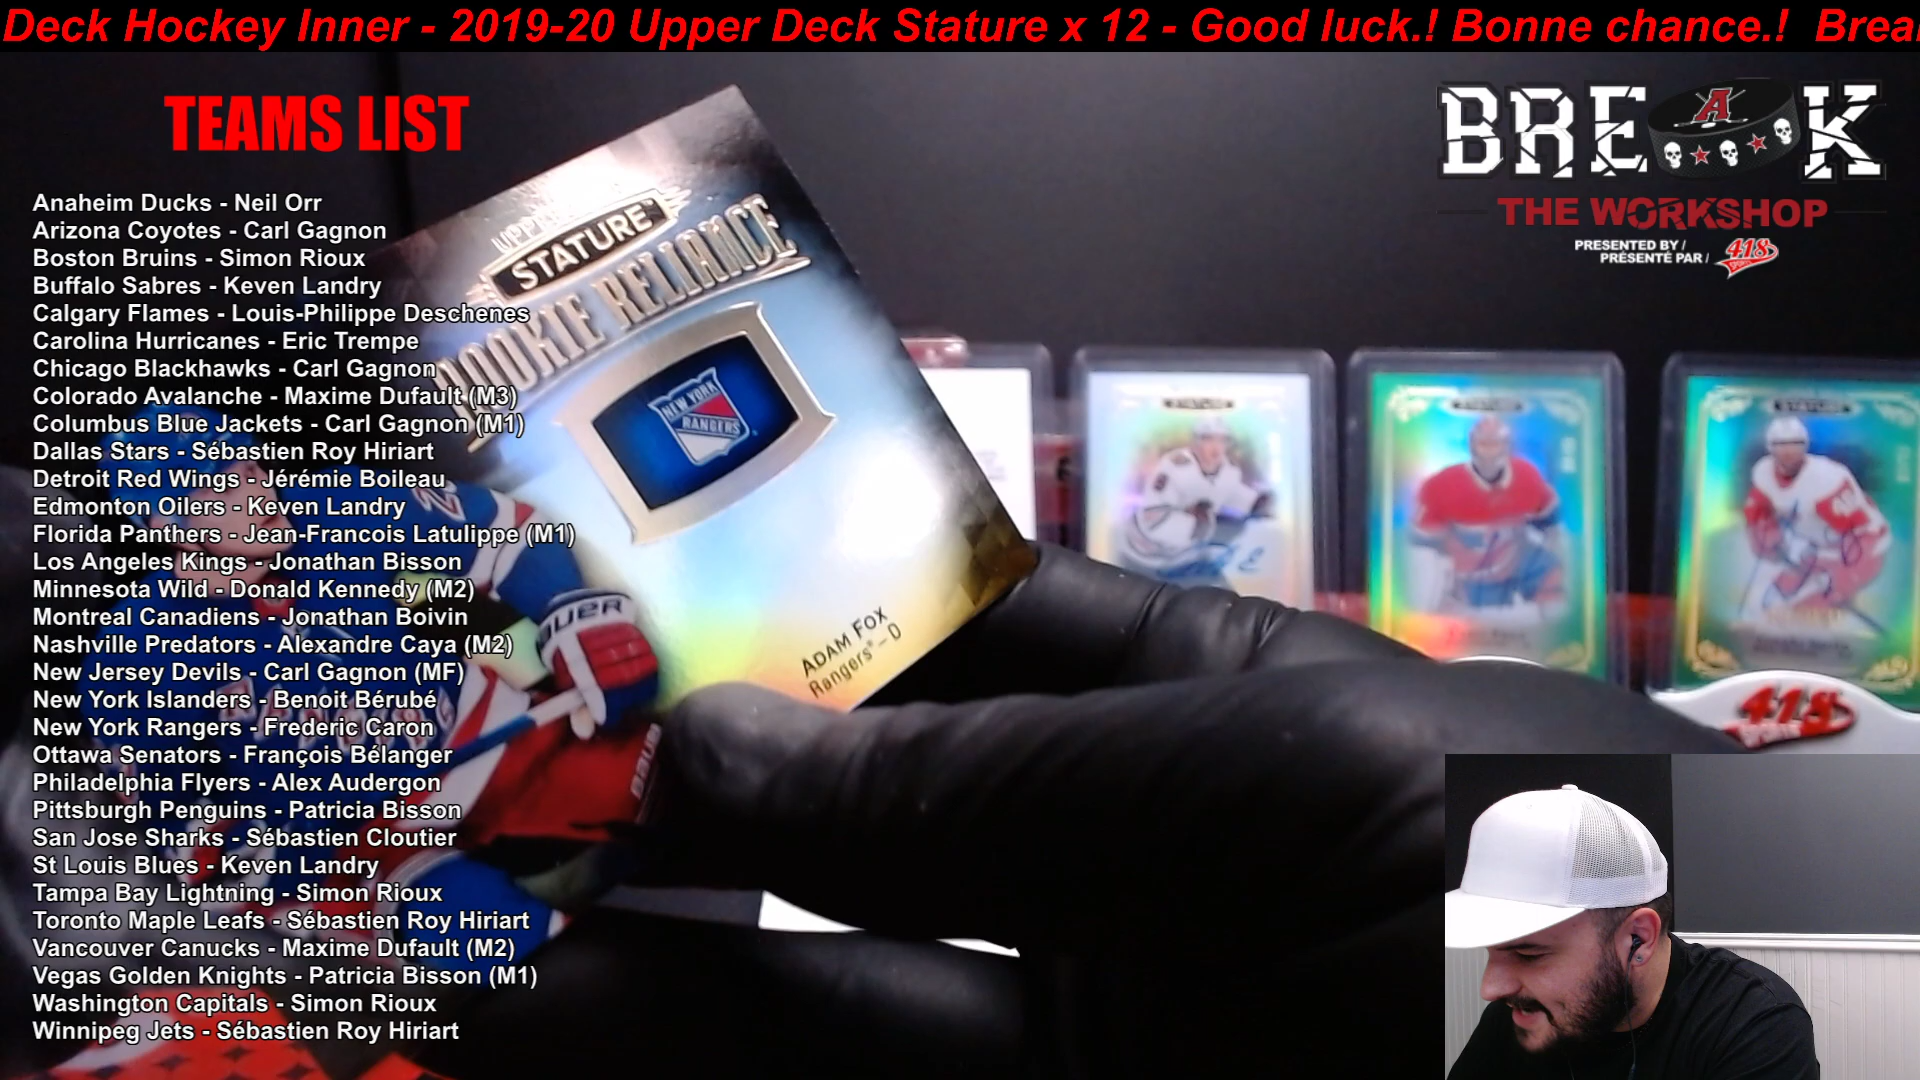 Deck Hockey Inner - 2019-20 Upper Deck Stature x 12 - Good luck.! Bonne chance.! Brea
TEAMS LIST
Anaheim Ducks - Neil Orr
Arizona Coyotes - Carl Gagnon
Boston Bruins - Simon Rioux
Buffalo Sabres - Keven Landry
Calgary Flames - Louis-Philippe Deschenes
Carolina Hurricanes - Eric Trempe
Chicago Blackhawks - Carl Gagnon
Colorado Avalanche - Maxime Dufault (M3)
Columbus Blue Jackets - Carl Gagnon (M1)
Dallas Stars - Sébastien Roy Hiriart
Detroit Red Wings - Jérémie Boileau
Edmonton Oilers - Keven Landry
Florida Panthers - Jean-Francois Latulippe (M1)
Los Angeles Kings - Jonathan Bisson
Minnesota Wild - Donald Kennedy (M2)
Montreal Canadiens - Jonathan Boivin
Nashville Predators - Alexandre Caya (M2)
New Jersey Devils - Carl Gagnon (MF)
New York Islanders - Benoit Bérubé
New York Rangers - Frederic Caron
Ottawa Senators - François Bélanger
Philadelphia Flyers - Alex Audergon
Pittsburgh Penguins - Patricia Bisson
San Jose Sharks - Sébastien Cloutier
St Louis Blues - Keven Landry
Tampa Bay Lightning - Simon Rioux
Toronto Maple Leafs - Sébastien Roy Hiriart
Vancouver Canucks - Maxime Dufault (M2)
Vegas Golden Knights - Patricia Bisson (M1)
Washington Capitals - Simon Rioux
Winnipeg Jets - Sébastien Roy Hiriart
STATURE
ROOKIE RELIANCE
NEW YORK
RANGERS
ADAM FOX
Rangers® - D
BAUER
BREAK
A
THE WORKSHOP
PRESENTED BY /
PRÉSENTÉ PAR /
418
SPORTS
418